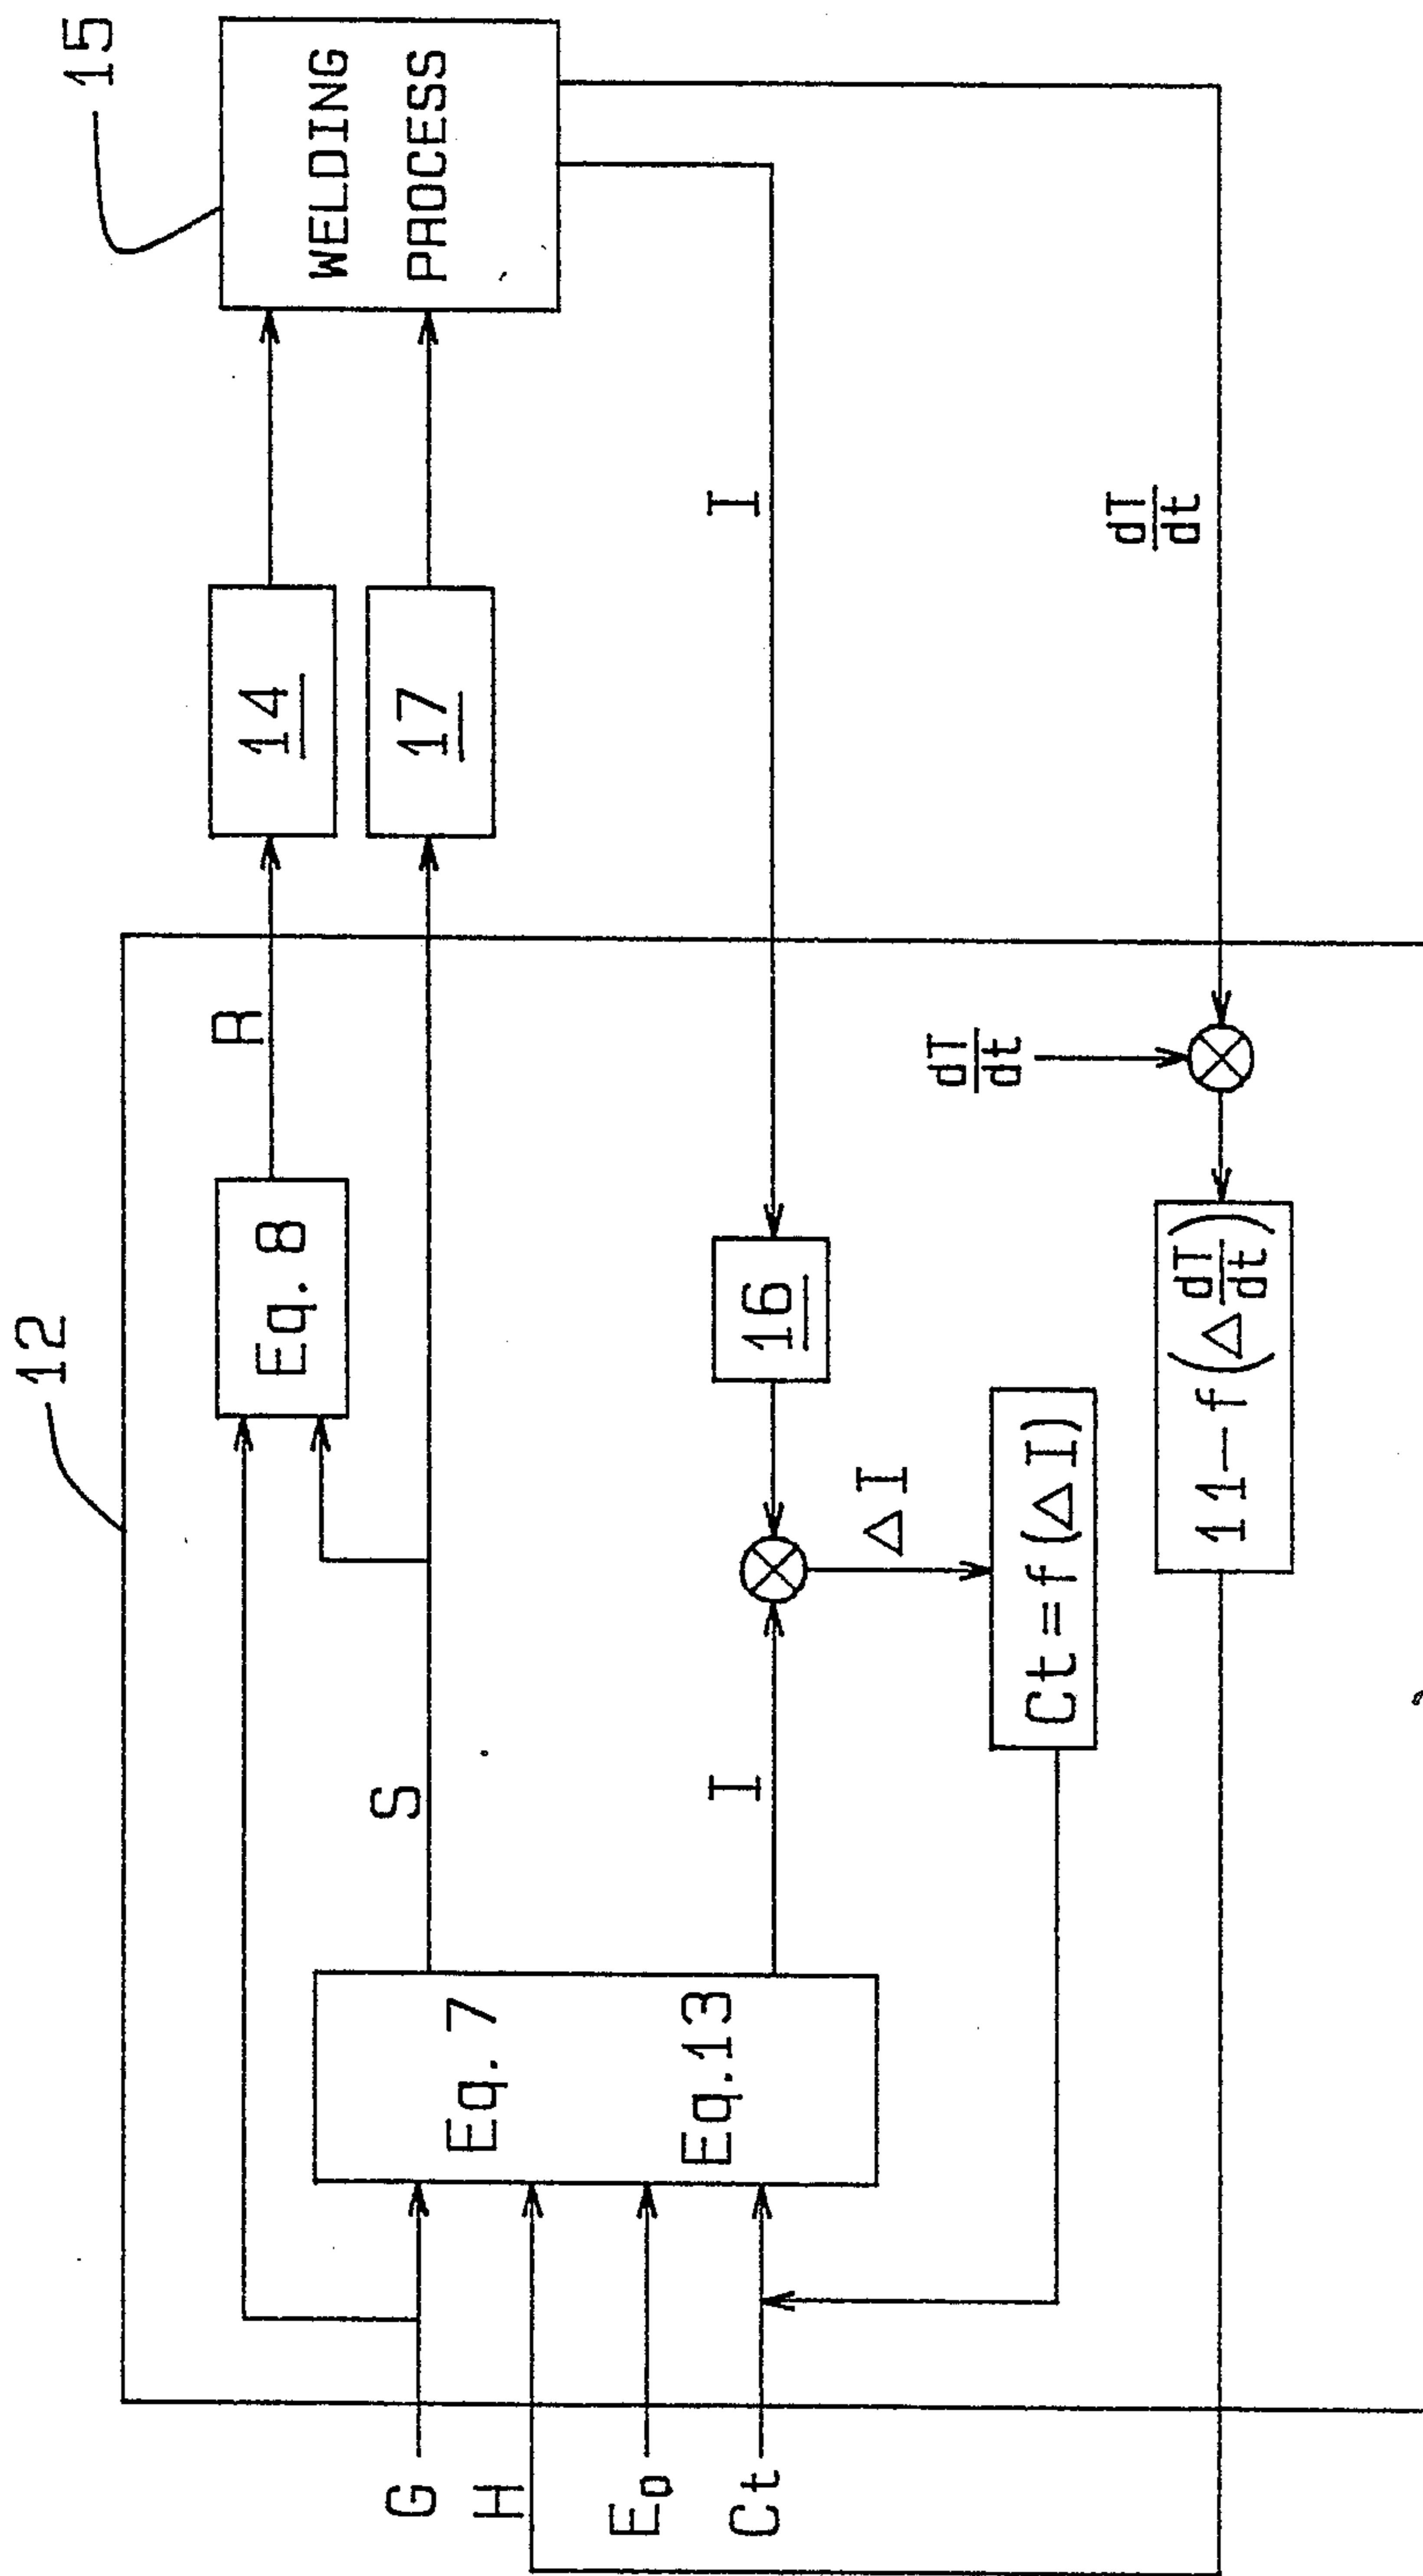 12
15
WELDING
PROCESS
14
17
R
Eq. 8
S
Eq. 7
Eq. 13
G
H
E₀
Ct
I
I
16
ΔI
Ct=f(ΔI)
dT/dt
dT/dt
11-f(Δ dT/dt)